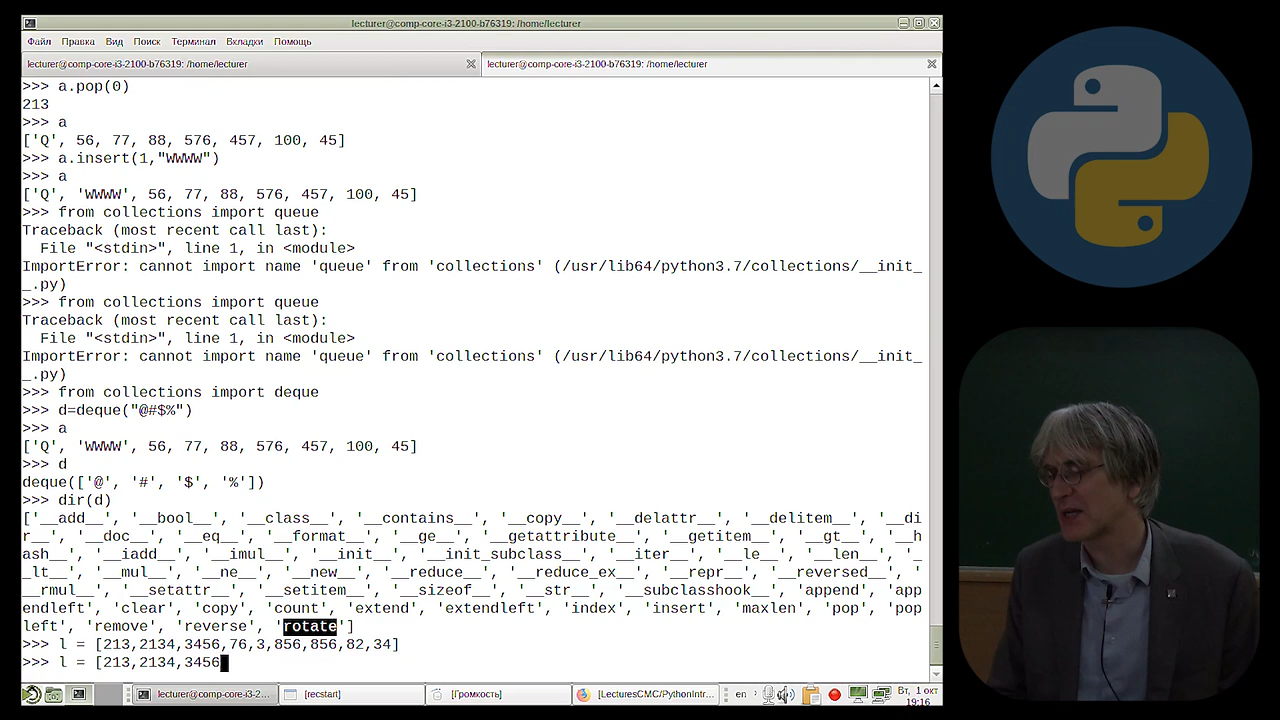 lecturer@comp-core-i3-2100-b76319: /home/lecturer
Файл Правка Вид Поиск Терминал Вкладки Помощь
lecturer@comp-core-i3-2100-b76319: /home/lecturer lecturer@comp-core-i3-2100-b76319: /home/lecturer
>>> a.pop(0)
213
>>> a
['Q', 56, 77, 88, 576, 457, 100, 45]
>>> a.insert(1,"WWWW")
>>> a
['Q', 'WWWW', 56, 77, 88, 576, 457, 100, 45]
>>> from collections import queue
Traceback (most recent call last):
  File "<stdin>", line 1, in <module>
ImportError: cannot import name 'queue' from 'collections' (/usr/lib64/python3.7/collections/__init_
_.py)
>>> from collections import queue
Traceback (most recent call last):
  File "<stdin>", line 1, in <module>
ImportError: cannot import name 'queue' from 'collections' (/usr/lib64/python3.7/collections/__init_
_.py)
>>> from collections import deque
>>> d=deque("@#$%")
>>> a
['Q', 'WWWW', 56, 77, 88, 576, 457, 100, 45]
>>> d
deque(['@', '#', '$', '%'])
>>> dir(d)
['__add__', '__bool__', '__class__', '__contains__', '__copy__', '__delattr__', '__delitem__', '__di
r__', '__doc__', '__eq__', '__format__', '__ge__', '__getattribute__', '__getitem__', '__gt__', '__h
ash__', '__iadd__', '__imul__', '__init__', '__init_subclass__', '__iter__', '__le__', '__len__', '_
_lt__', '__mul__', '__ne__', '__new__', '__reduce__', '__reduce_ex__', '__repr__', '__reversed__', '
__rmul__', '__setattr__', '__setitem__', '__sizeof__', '__str__', '__subclasshook__', 'append', 'app
endleft', 'clear', 'copy', 'count', 'extend', 'extendleft', 'index', 'insert', 'maxlen', 'pop', 'pop
left', 'remove', 'reverse', 'rotate']
>>> l = [213,2134,3456,76,3,856,856,82,34]
>>> l = [213,2134,3456
lecturer@comp-core-i3-2... [recstart] [Громкость] [LecturesCMC/PythonIntr... en Вт, 1 окт
19:16